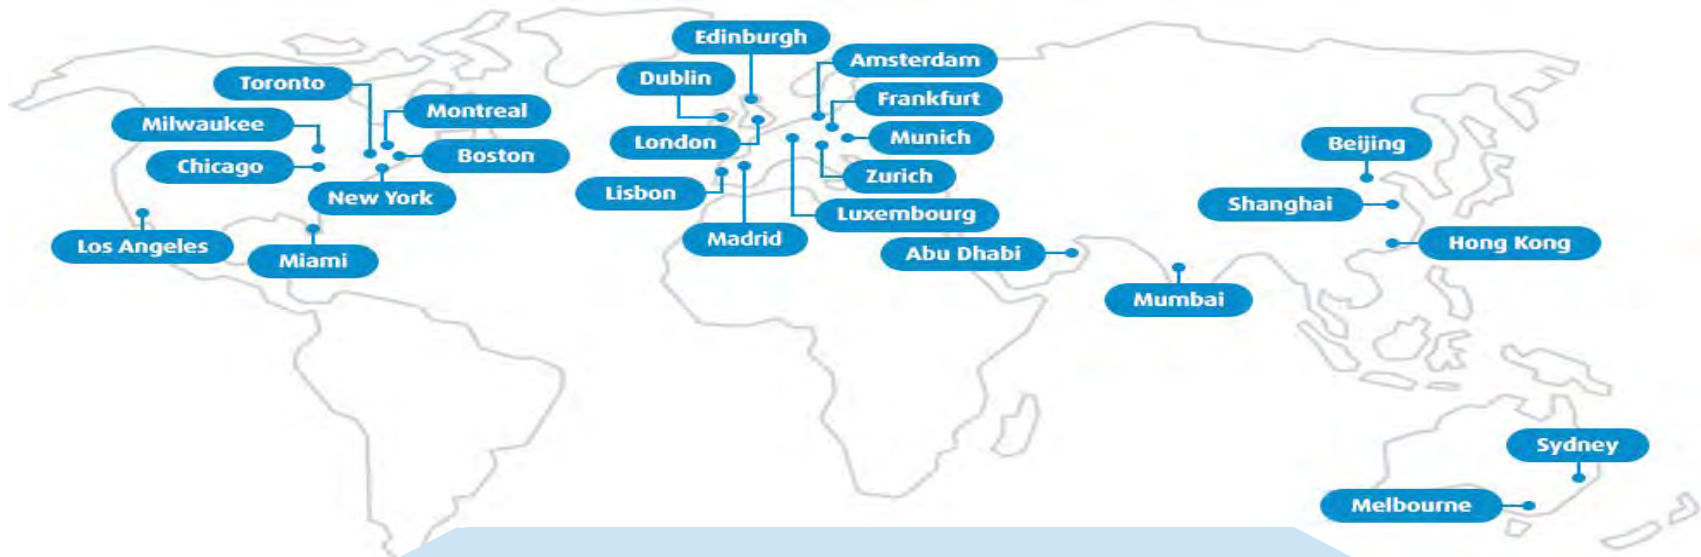 Edinburgh
Amsterdam
Dublin
Toronto
Frankfurt
Montreal
Milwaukee
Munich
London
Beijing
Boston
Chicago
Zurich
Lisbon
New York
Shanghai
Luxembourg
Madrid
Hong Kong
Los Angeles
Abu Dhabi
Miami
Mumbai
Sydney
Melbourne